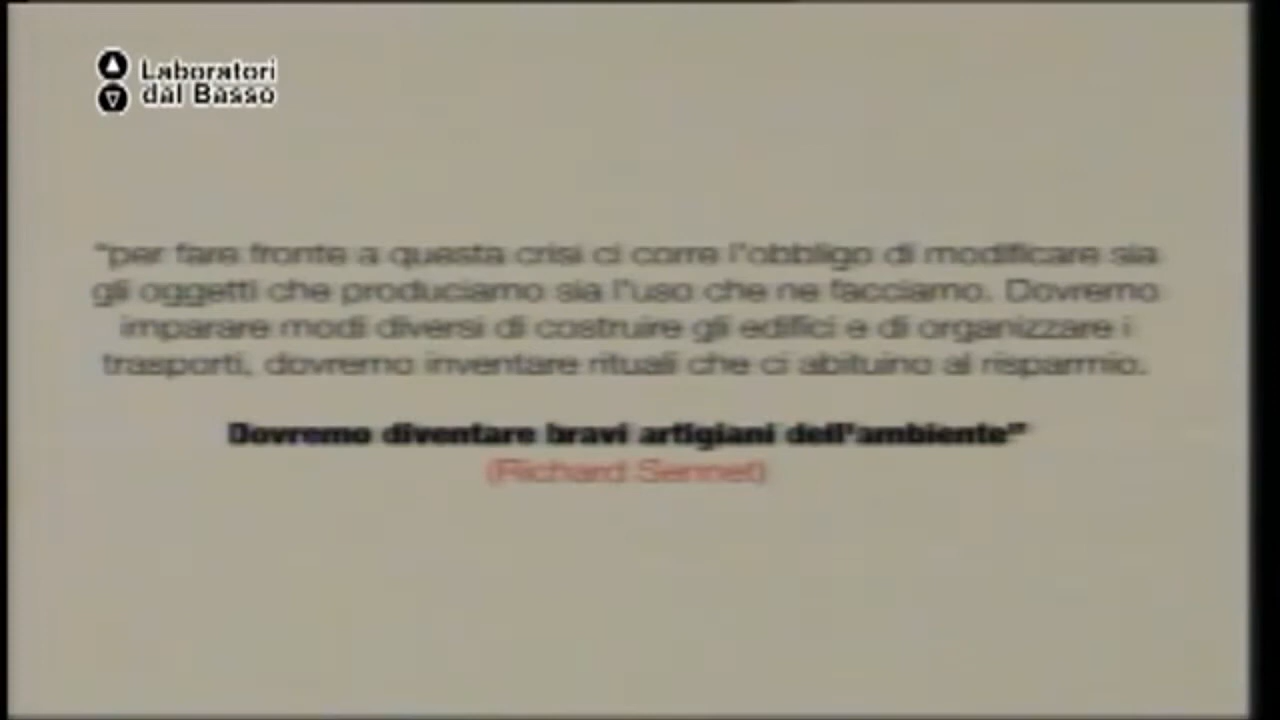 Laboratori
dal Basso
"per fare fronte a questa crisi ci corre l'obbligo di modificare sia
gli oggetti che produciamo sia l'uso che ne facciamo. Dovremo
imparare modi diversi di costruire gli edifici e di organizzare i
trasporti, dovremo inventare rituali che ci abituino al risparmio.
Dovremo diventare bravi artigiani dell'ambiente"
(Richard Sennet)